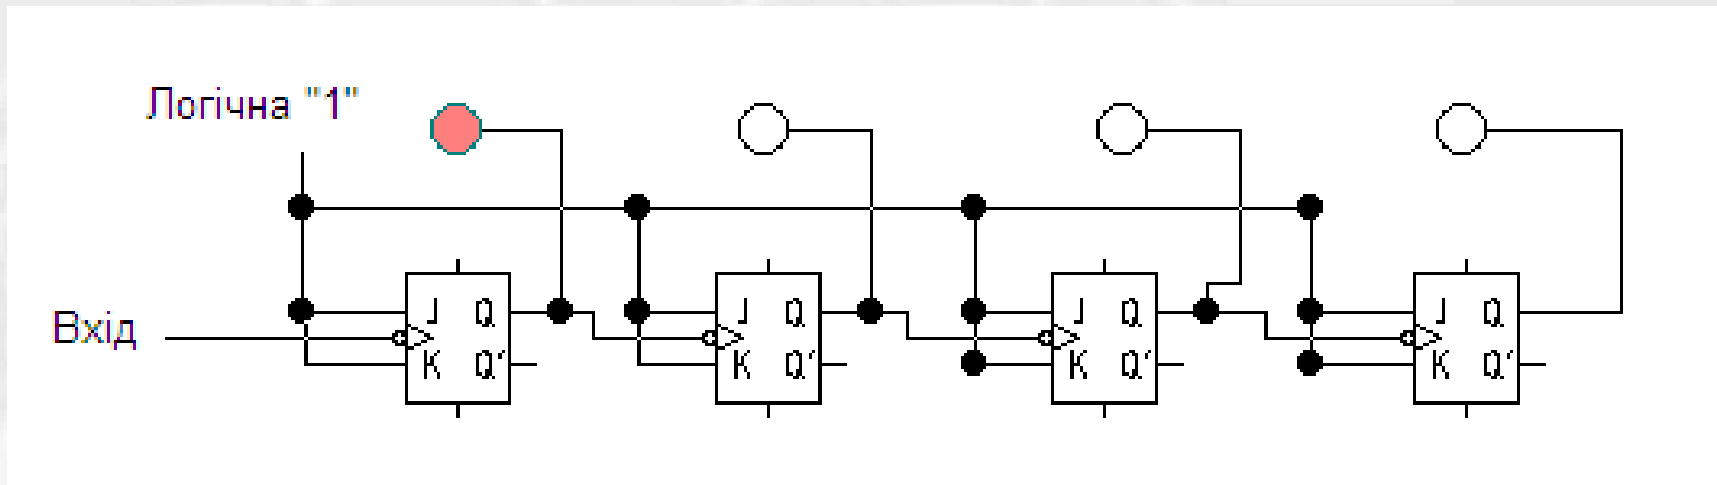 Логічна "1"
J Q J Q J Q J Q
Вхід
K Q' K Q' K Q' K Q'